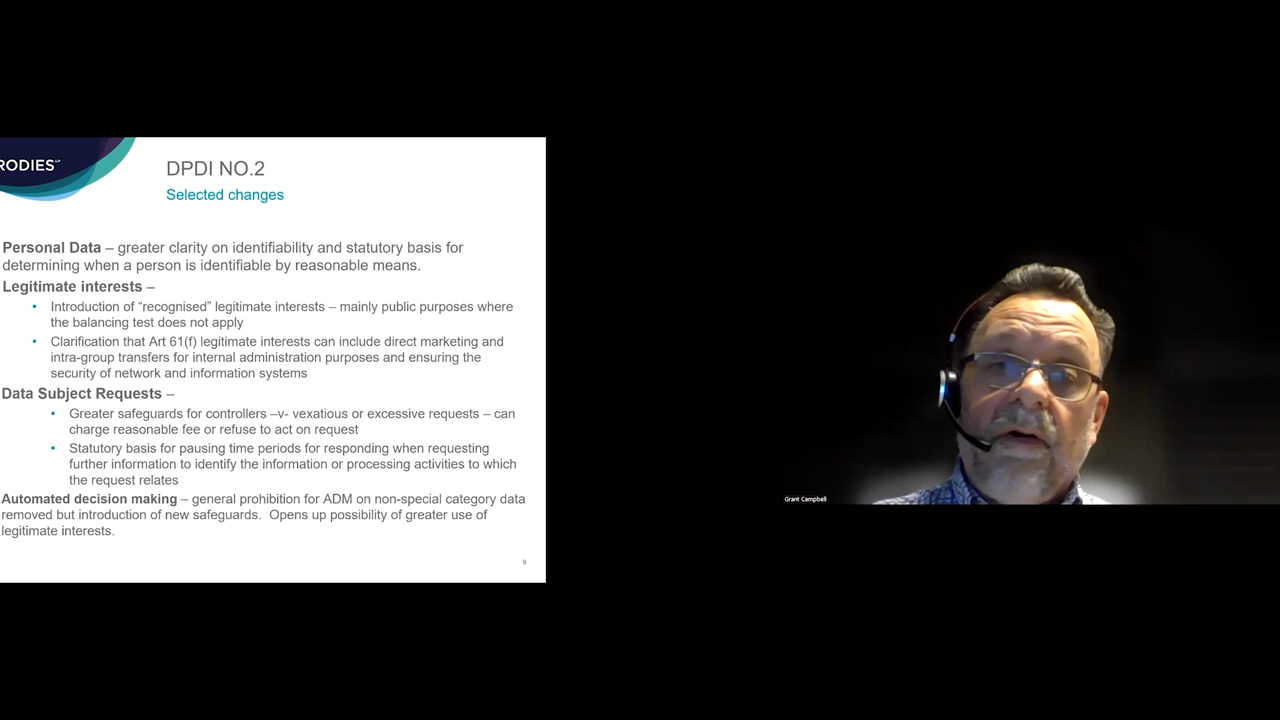 RODIES LLP
DPDI NO.2
Selected changes
Personal Data – greater clarity on identifiability and statutory basis for
determining when a person is identifiable by reasonable means.
Legitimate interests –
• Introduction of “recognised” legitimate interests – mainly public purposes where
the balancing test does not apply
• Clarification that Art 61(f) legitimate interests can include direct marketing and
intra-group transfers for internal administration purposes and ensuring the
security of network and information systems
Data Subject Requests –
• Greater safeguards for controllers –v- vexatious or excessive requests – can
charge reasonable fee or refuse to act on request
• Statutory basis for pausing time periods for responding when requesting
further information to identify the information or processing activities to which
the request relates
Automated decision making – general prohibition for ADM on non-special category data
removed but introduction of new safeguards. Opens up possibility of greater use of
legitimate interests.
9
Grant Campbell